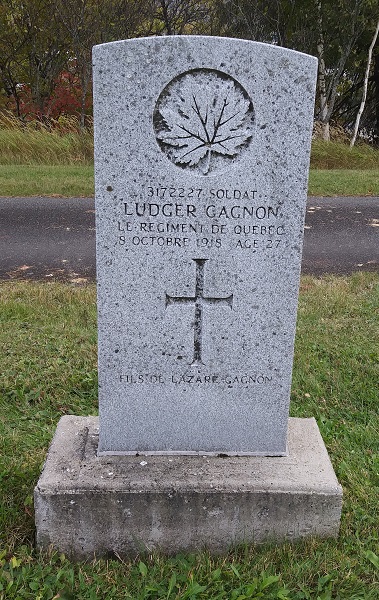 3172227 SOLDAT
LUDGER GAGNON
LE REGIMENT DE QUEBEC
8 OCTOBRE 1918 AGE 27
FILS DE LAZARE GAGNON